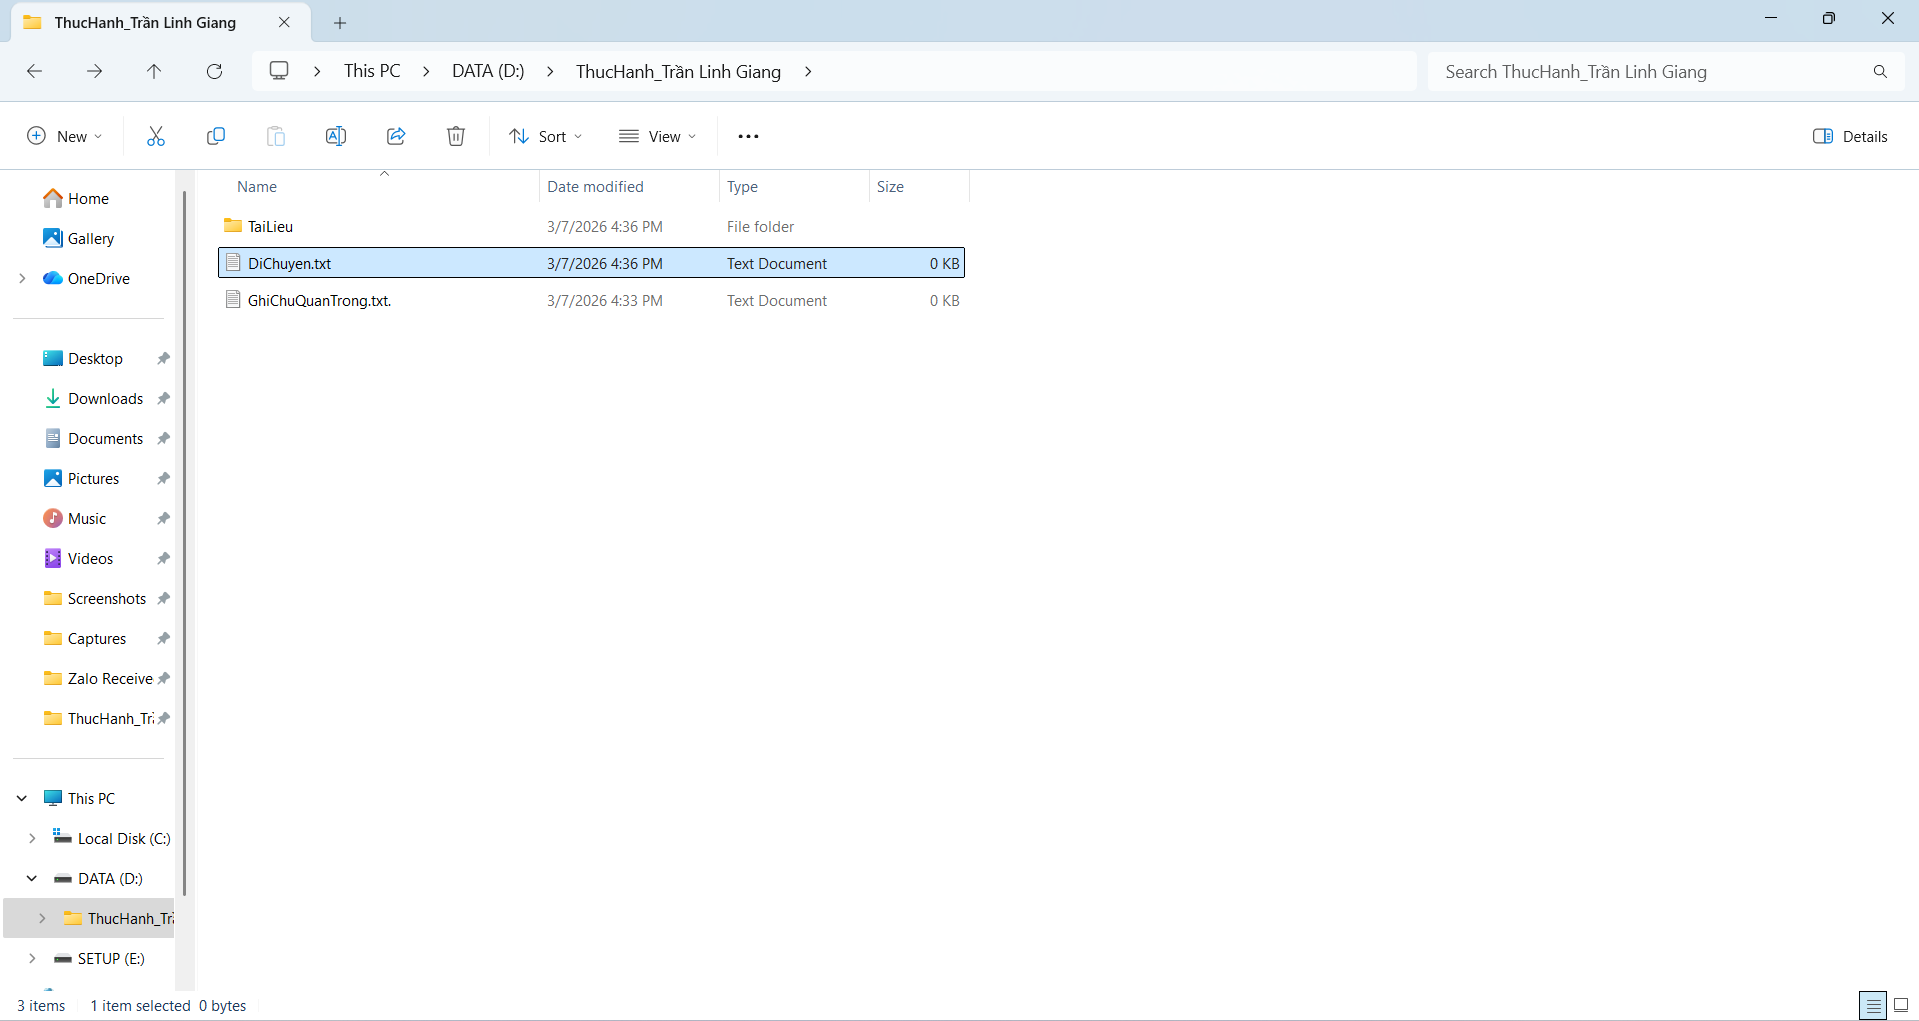 ThucHanh_Trần Linh Giang
This PC > DATA (D:) > ThucHanh_Trần Linh Giang >
Search ThucHanh_Trần Linh Giang
New
Sort
View
Details
Name Date modified Type Size
TaiLieu 3/7/2026 4:36 PM File folder
DiChuyen.txt 3/7/2026 4:36 PM Text Document 0 KB
GhiChuQuanTrong.txt. 3/7/2026 4:33 PM Text Document 0 KB
Home
Gallery
OneDrive
Desktop
Downloads
Documents
Pictures
Music
Videos
Screenshots
Captures
Zalo Receive
ThucHanh_Trầ
This PC
Local Disk (C:)
DATA (D:)
ThucHanh_Trầ
SETUP (E:)
3 items 1 item selected 0 bytes